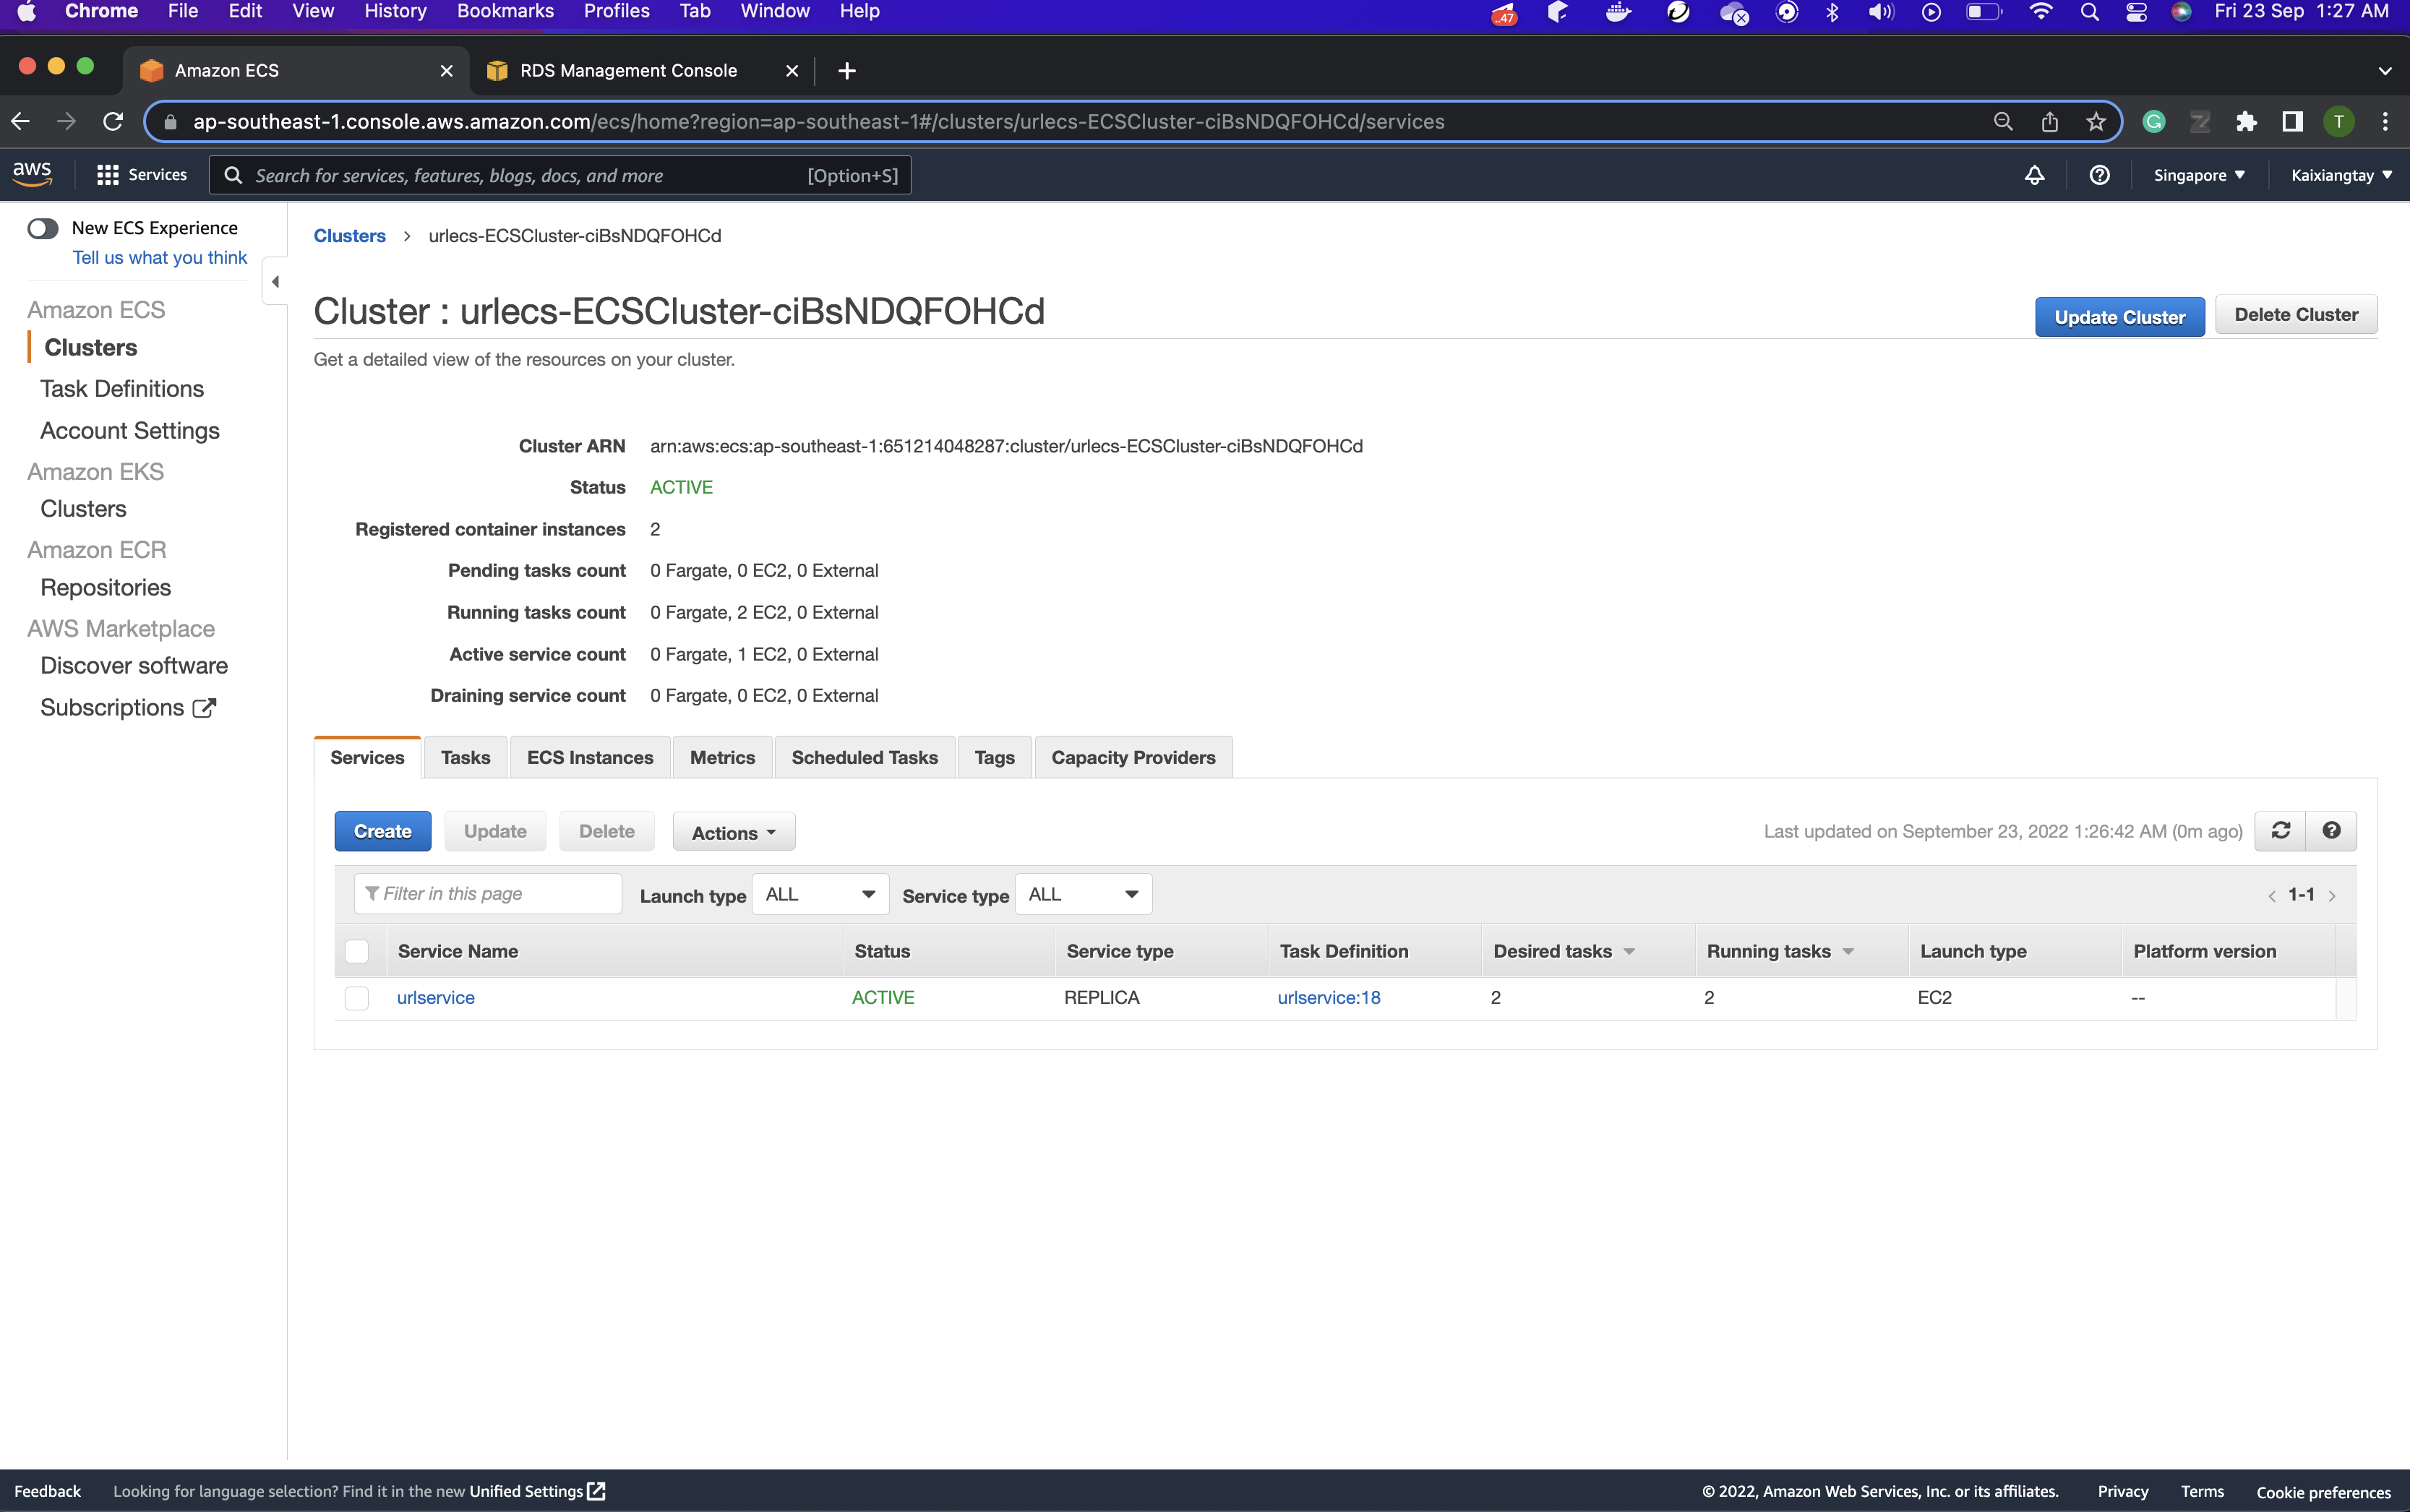 Chrome File Edit View History Bookmarks Profiles Tab Window Help 47 Fri 23 Sep 1:27 AM
Amazon ECS RDS Management Console
ap-southeast-1.console.aws.amazon.com/ecs/home?region=ap-southeast-1#/clusters/urlecs-ECSCluster-ciBsNDQFOHCd/services G Z T
aws Services Search for services, features, blogs, docs, and more [Option+S] Singapore Kaixiangtay
New ECS Experience
Tell us what you think
Amazon ECS
Clusters
Task Definitions
Account Settings
Amazon EKS
Clusters
Amazon ECR
Repositories
AWS Marketplace
Discover software
Subscriptions
Clusters > urlecs-ECSCluster-ciBsNDQFOHCd
Cluster : urlecs-ECSCluster-ciBsNDQFOHCd Update Cluster Delete Cluster
Get a detailed view of the resources on your cluster.
Cluster ARN arn:aws:ecs:ap-southeast-1:651214048287:cluster/urlecs-ECSCluster-ciBsNDQFOHCd
Status ACTIVE
Registered container instances 2
Pending tasks count 0 Fargate, 0 EC2, 0 External
Running tasks count 0 Fargate, 2 EC2, 0 External
Active service count 0 Fargate, 1 EC2, 0 External
Draining service count 0 Fargate, 0 EC2, 0 External
Services Tasks ECS Instances Metrics Scheduled Tasks Tags Capacity Providers
Create Update Delete Actions Last updated on September 23, 2022 1:26:42 AM (0m ago)
Filter in this page Launch type ALL Service type ALL < 1-1 >
Service Name Status Service type Task Definition Desired tasks Running tasks Launch type Platform version
urlservice ACTIVE REPLICA urlservice:18 2 2 EC2 --
Feedback Looking for language selection? Find it in the new Unified Settings © 2022, Amazon Web Services, Inc. or its affiliates. Privacy Terms Cookie preferences